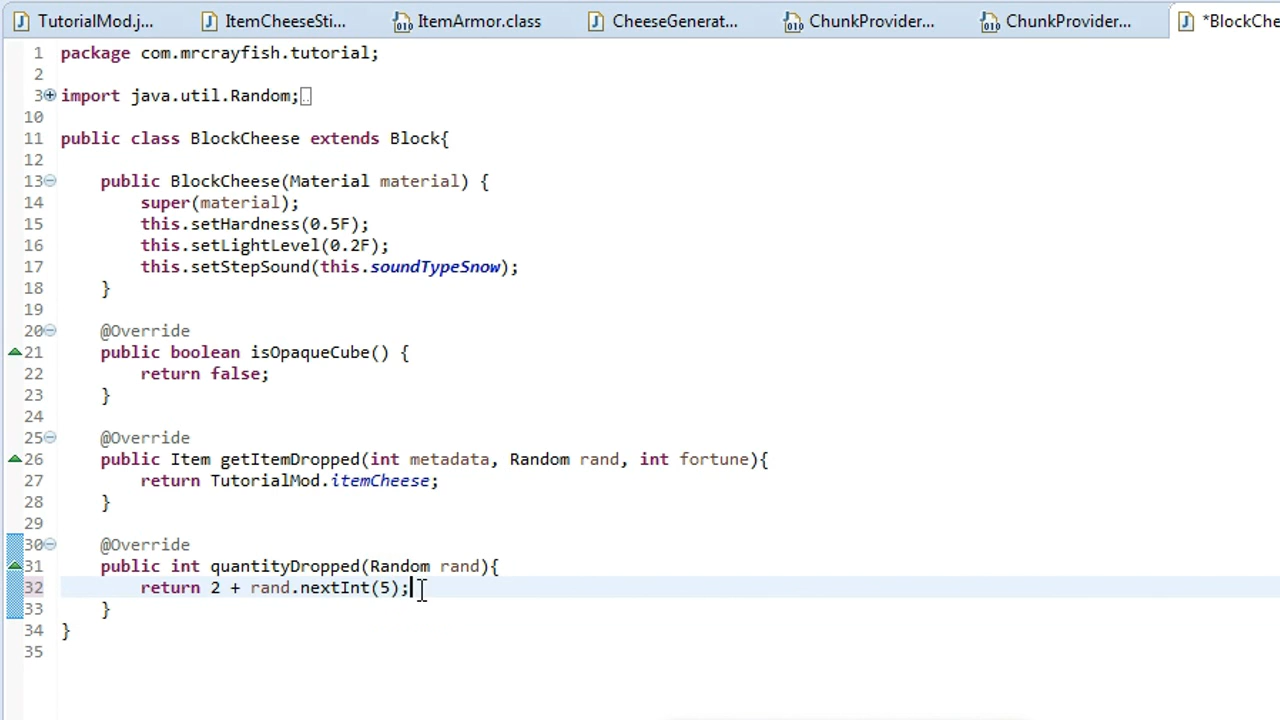 TutorialMod.j... ItemCheeseSti... ItemArmor.class CheeseGenerat... ChunkProvider... ChunkProvider... *BlockChe
1 package com.mrcrayfish.tutorial;
2
3 import java.util.Random;
10
11 public class BlockCheese extends Block{
12
13 public BlockCheese(Material material) {
14 super(material);
15 this.setHardness(0.5F);
16 this.setLightLevel(0.2F);
17 this.setStepSound(this.soundTypeSnow);
18 }
19
20 @Override
21 public boolean isOpaqueCube() {
22 return false;
23 }
24
25 @Override
26 public Item getItemDropped(int metadata, Random rand, int fortune){
27 return TutorialMod.itemCheese;
28 }
29
30 @Override
31 public int quantityDropped(Random rand){
32 return 2 + rand.nextInt(5);
33 }
34 }
35